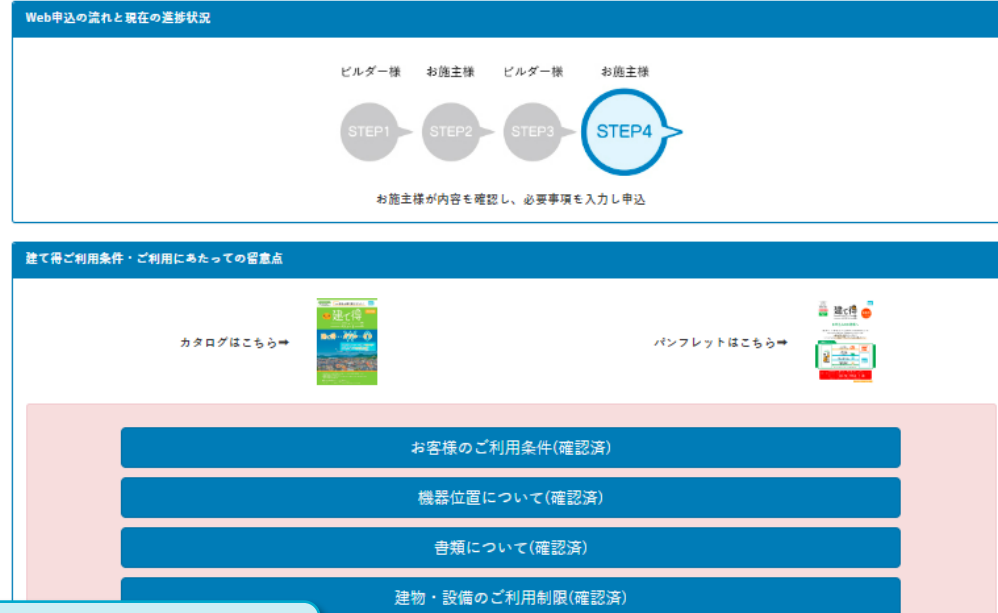 Web申込の流れと現在の進捗状況
ビルダー様 お施主様 ビルダー様 お施主様
STEP1 STEP2 STEP3 STEP4
お施主様が内容を確認し、必要事項を入力し申込
建て得ご利用条件・ご利用にあたっての留意点
カタログはこちら➡ 建て得 パンフレットはこちら➡ 建て得
お客様のご利用条件(確認済)
機器位置について(確認済)
書類について(確認済)
建物・設備のご利用制限(確認済)